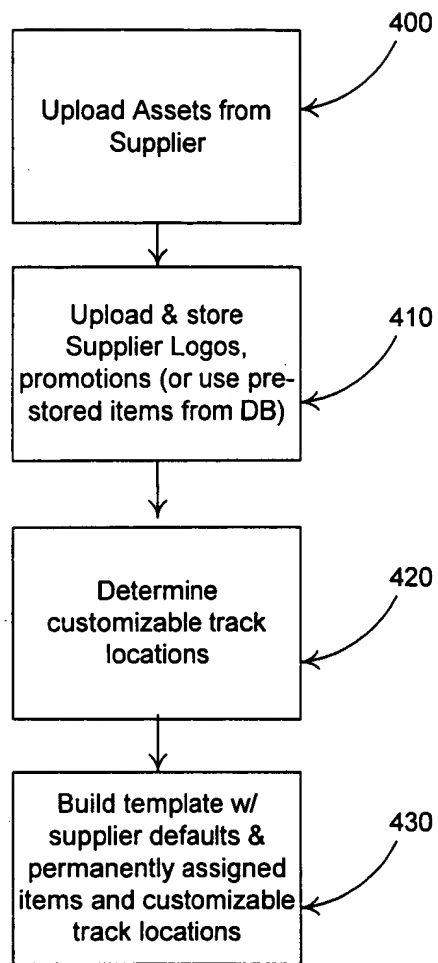 400
Upload Assets from
Supplier
410
Upload & store
Supplier Logos,
promotions (or use pre-
stored items from DB)
420
Determine
customizable track
locations
430
Build template w/
supplier defaults &
permanently assigned
items and customizable
track locations